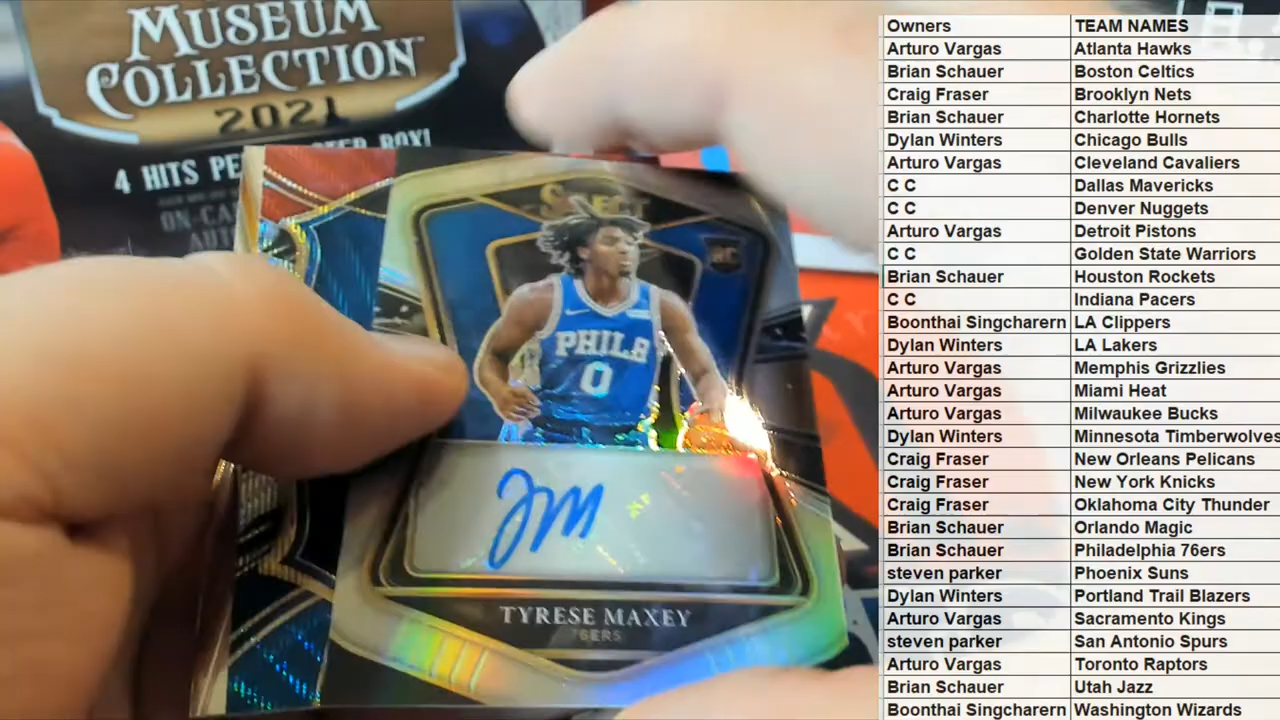 MUSEUM
COLLECTION
2021
4 HITS PER
BOX!
SELECT
RC
PHILA
0
TM
TYRESE MAXEY
76ERS
Owners TEAM NAMES
Arturo Vargas Atlanta Hawks
Brian Schauer Boston Celtics
Craig Fraser Brooklyn Nets
Brian Schauer Charlotte Hornets
Dylan Winters Chicago Bulls
Arturo Vargas Cleveland Cavaliers
C C Dallas Mavericks
C C Denver Nuggets
Arturo Vargas Detroit Pistons
C C Golden State Warriors
Brian Schauer Houston Rockets
C C Indiana Pacers
Boonthai Singcharern LA Clippers
Dylan Winters LA Lakers
Arturo Vargas Memphis Grizzlies
Arturo Vargas Miami Heat
Arturo Vargas Milwaukee Bucks
Dylan Winters Minnesota Timberwolves
Craig Fraser New Orleans Pelicans
Craig Fraser New York Knicks
Craig Fraser Oklahoma City Thunder
Brian Schauer Orlando Magic
Brian Schauer Philadelphia 76ers
steven parker Phoenix Suns
Dylan Winters Portland Trail Blazers
Arturo Vargas Sacramento Kings
steven parker San Antonio Spurs
Arturo Vargas Toronto Raptors
Brian Schauer Utah Jazz
Boonthai Singcharern Washington Wizards